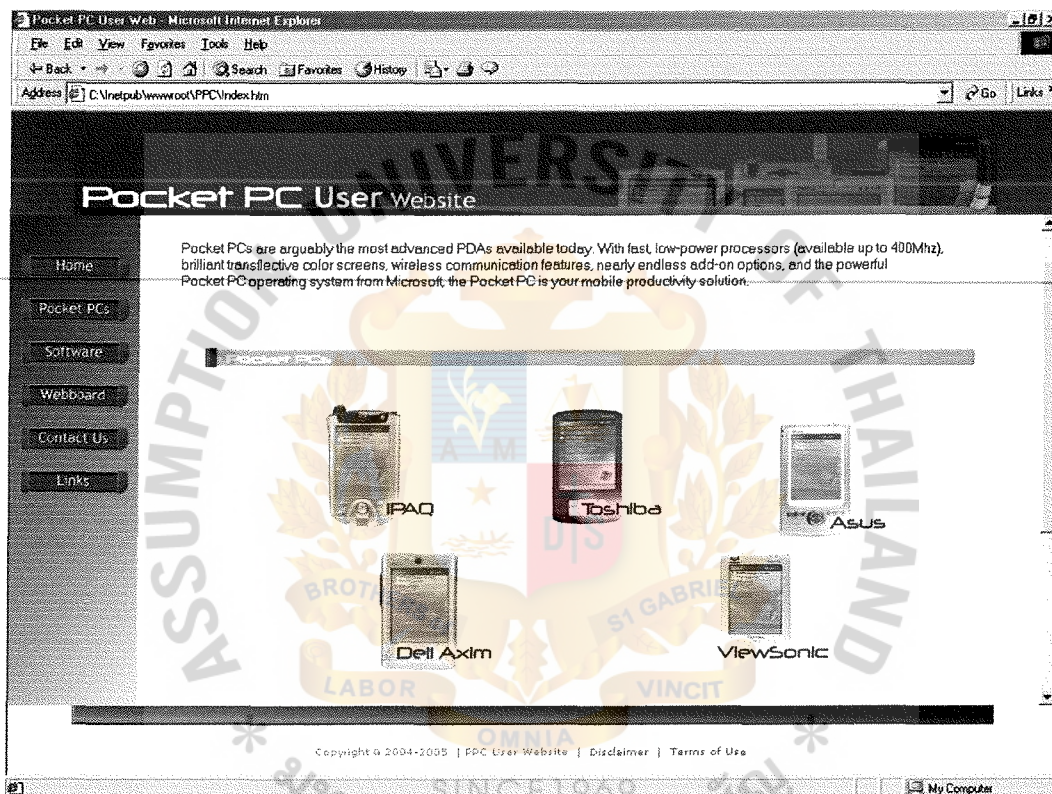 Pocket PC User Web - Microsoft Internet Explorer
File Edit View Favorites Tools Help
Back Search Favorites History
Address C:\Inetpub\wwwroot\PPC\index.htm Go Links
Pocket PC User Website
Pocket PCs are arguably the most advanced PDAs available today. With fast, low-power processors (available up to 400Mhz),
brilliant transflective color screens, wireless communication features, nearly endless add-on options, and the powerful
Pocket PC operating system from Microsoft, the Pocket PC is your mobile productivity solution.
Home
Pocket PCs
Software
Webboard
Contact Us
Links
Pocket PCs
IPAQ
Toshiba
Asus
Dell Axim
ViewSonic
Copyright © 2004-2005 | PPC User Website | Disclaimer | Terms of Use
My Computer
ASSUMPTION UNIVERSITY OF THAILAND
A M
D S
ST GABRIEL
LABOR
VINCIT
OMNIA
SINCE 1969